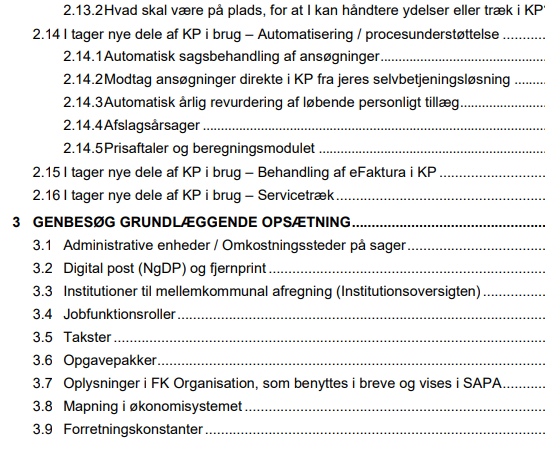 2.13.2 Hvad skal være på plads, for at I kan håndtere ydelser eller træk i KP
2.14 I tager nye dele af KP i brug – Automatisering / procesunderstøttelse
2.14.1 Automatisk sagsbehandling af ansøgninger
2.14.2 Modtag ansøgninger direkte i KP fra jeres selvbetjeningsløsning
2.14.3 Automatisk årlig revurdering af løbende personligt tillæg
2.14.4 Afslagsårsager
2.14.5 Prisaftaler og beregningsmodulet
2.15 I tager nye dele af KP i brug – Behandling af eFaktura i KP
2.16 I tager nye dele af KP i brug – Servicetræk
3 GENBESØG GRUNDLÆGGENDE OPSÆTNING
3.1 Administrative enheder / Omkostningssteder på sager
3.2 Digital post (NgDP) og fjernprint
3.3 Institutioner til mellemkommunal afregning (Institutionsoversigten)
3.4 Jobfunktionsroller
3.5 Takster
3.6 Opgavepakker
3.7 Oplysninger i FK Organisation, som benyttes i breve og vises i SAPA
3.8 Mapning i økonomisystemet
3.9 Forretningskonstanter